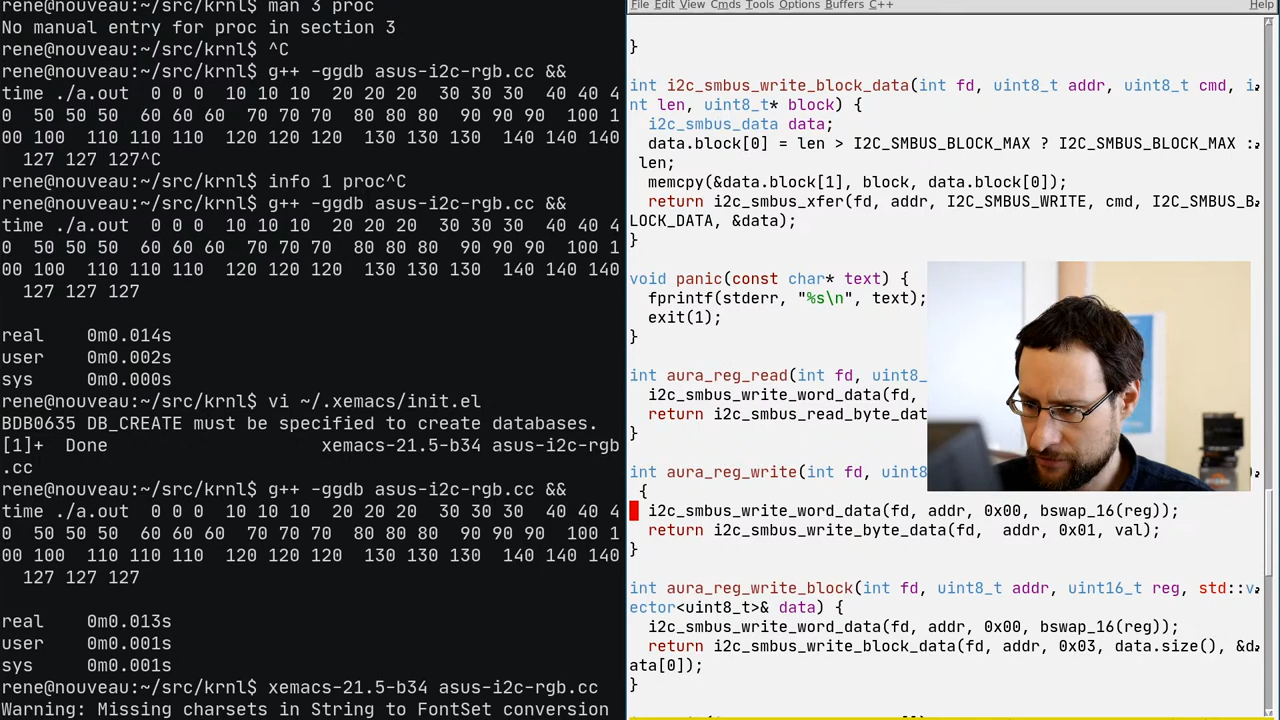 rene@nouveau:~/src/krnl$ man 3 proc
No manual entry for proc in section 3
rene@nouveau:~/src/krnl$ ^C
rene@nouveau:~/src/krnl$ g++ -ggdb asus-i2c-rgb.cc &&
time ./a.out   0 0 0   10 10 10   20 20 20   30 30 30   40 40 4
0   50 50 50   60 60 60   70 70 70   80 80 80   90 90 90   100 1
00 100   110 110 110   120 120 120   130 130 130   140 140 140
   127 127 127^C
rene@nouveau:~/src/krnl$ info 1 proc^C
rene@nouveau:~/src/krnl$ g++ -ggdb asus-i2c-rgb.cc &&
time ./a.out   0 0 0   10 10 10   20 20 20   30 30 30   40 40 4
0   50 50 50   60 60 60   70 70 70   80 80 80   90 90 90   100 1
00 100   110 110 110   120 120 120   130 130 130   140 140 140
   127 127 127
real    0m0.014s
user    0m0.002s
sys     0m0.000s
rene@nouveau:~/src/krnl$ vi ~/.xemacs/init.el
BDB0635 DB_CREATE must be specified to create databases.
[1]+  Done                    xemacs-21.5-b34 asus-i2c-rgb
.cc
rene@nouveau:~/src/krnl$ g++ -ggdb asus-i2c-rgb.cc &&
time ./a.out   0 0 0   10 10 10   20 20 20   30 30 30   40 40 4
0   50 50 50   60 60 60   70 70 70   80 80 80   90 90 90   100 1
00 100   110 110 110   120 120 120   130 130 130   140 140 140
   127 127 127
real    0m0.013s
user    0m0.001s
sys     0m0.001s
rene@nouveau:~/src/krnl$ xemacs-21.5-b34 asus-i2c-rgb.cc
Warning: Missing charsets in String to FontSet conversion
File Edit View Cmds Tools Options Buffers C++ Help
}
int i2c_smbus_write_block_data(int fd, uint8_t addr, uint8_t cmd, i
nt len, uint8_t* block) {
  i2c_smbus_data data;
  data.block[0] = len > I2C_SMBUS_BLOCK_MAX ? I2C_SMBUS_BLOCK_MAX :
 len;
  memcpy(&data.block[1], block, data.block[0]);
  return i2c_smbus_xfer(fd, addr, I2C_SMBUS_WRITE, cmd, I2C_SMBUS_B
LOCK_DATA, &data);
}
void panic(const char* text) {
  fprintf(stderr, "%s\n", text);
  exit(1);
}
int aura_reg_read(int fd, uint8_
  i2c_smbus_write_word_data(f
  return i2c_smbus_read_byte_dat
}
int aura_reg_write(int fd, uint8
 {
  i2c_smbus_write_word_data(fd, addr, 0x00, bswap_16(reg));
  return i2c_smbus_write_byte_data(fd,  addr, 0x01, val);
}
int aura_reg_write_block(int fd, uint8_t addr, uint16_t reg, std::v
ector<uint8_t>& data) {
  i2c_smbus_write_word_data(fd, addr, 0x00, bswap_16(reg));
  return i2c_smbus_write_block_data(fd, addr, 0x03, data.size(), &d
ata[0]);
}